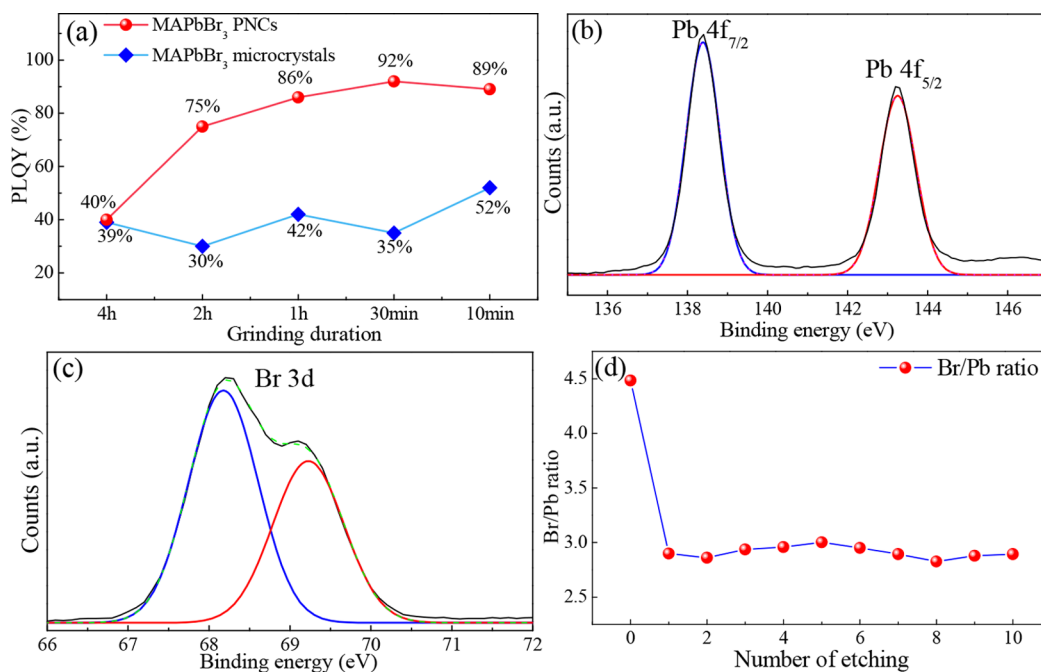 (a)
MAPbBr₃ PNCs
MAPbBr₃ microcrystals
100
80
60
40
20
PLQY (%)
40%
75%
86%
92%
89%
39%
30%
42%
35%
52%
4h 2h 1h 30min 10min
Grinding duration
(b)
Pb 4f₇/₂
Pb 4f₅/₂
Counts (a.u.)
136 138 140 142 144 146
Binding energy (eV)
(c)
Br 3d
Counts (a.u.)
66 67 68 69 70 71 72
Binding energy (eV)
(d)
Br/Pb ratio
4.5
4.0
3.5
3.0
2.5
Br/Pb ratio
0 2 4 6 8 10
Number of etching